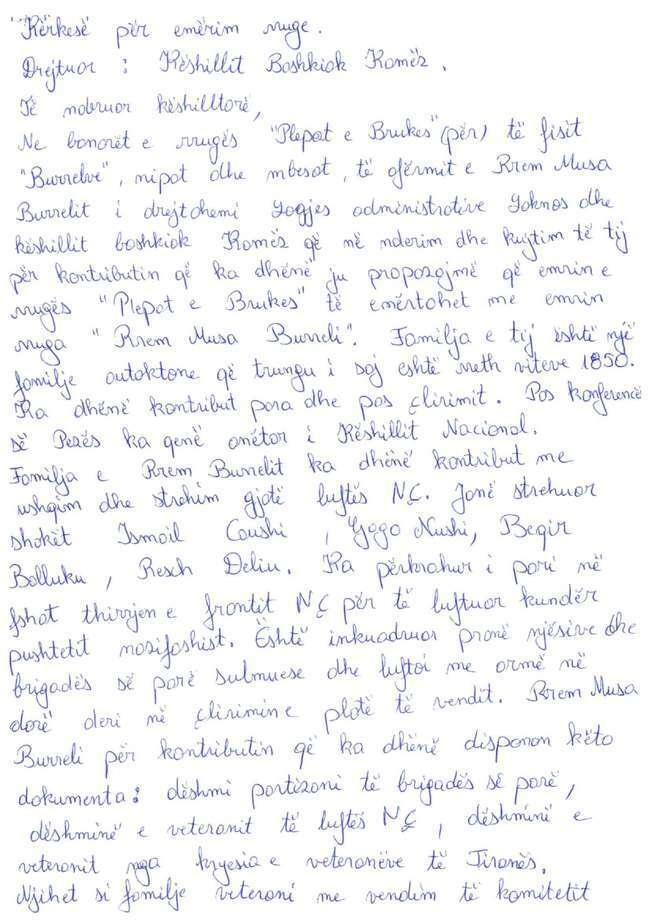 Kërkesë për emërim rruge.
Drejtuar : Këshillit Bashkiak Kamëz.
Të nderuar këshilltarë,
Ne banorët e rrugës "Plepat e Brukes" (për) të fisit
"Burrelve", nipat dhe mbesat, të afërmit e Rrem Musa
Burrelit i drejtohemi Zogjes administrative Laknas dhe
këshillit bashkiak Kamëz që në nderim dhe kujtim të tij
për kontributin që ka dhënë ju propozojmë që emrin e
rrugës "Plepat e Brukes" të emërtohet me emrin
rruga "Rrem Musa Burreli". Familja e tij është një
familje autoktone që trungu i saj eshtë rreth viteve 1850.
Ka dhënë kontribut para dhe pas çlirimit. Pas konferencë
së Pezës ka qenë anëtar i Këshillit Nacional.
Familja e Rrem Burrelit ka dhënë kontribut me
ushqim dhe strehim gjatë luftës NÇ. Janë strehuar
shokët Ismail Caushi, Gogo Nushi, Beqir
Balluku, Resch Deliu. Ka përkrahur i pari në
fshat thirrjen e frontit NÇ për të luftuar kundër
pushtetit nazifashist. Është inkuadruar pranë njësive dhe
brigadës së parë sulmuese dhe luftoi me armë në
dorë deri në çlirimin e plotë të vendit. Rrem Musa
Burreli për kontributin që ka dhënë disponon këto
dokumenta: dëshmi partizani të brigadës së parë,
dëshminë e veteranit të luftës NÇ, dëshminë e
veteranit nga kryesia e veteranëve të Tiranës.
Njihet si familje veterani me vendim të komitetit